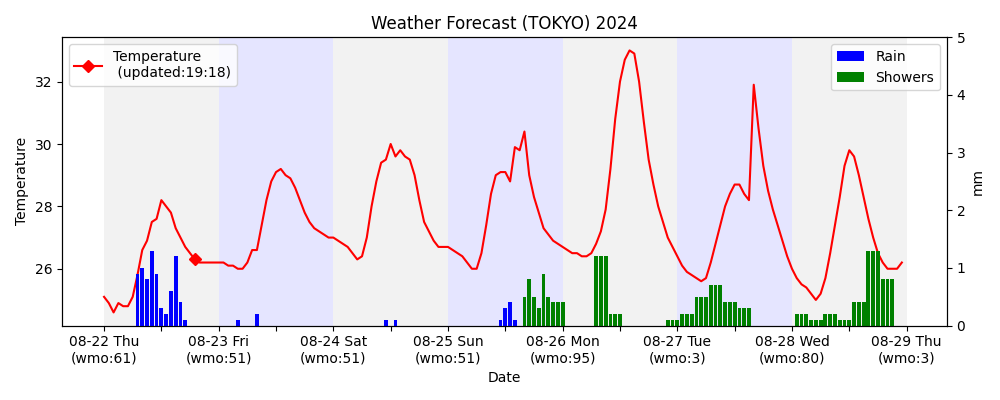 Weather Forecast (TOKYO) 2024
Temperature
(updated:19:18)
Rain
Showers
Temperature
32
30
28
26
5
4
3
2
1
0
mm
08-22 Thu
(wmo:61)
08-23 Fri
(wmo:51)
08-24 Sat
(wmo:51)
08-25 Sun
(wmo:51)
08-26 Mon
(wmo:95)
08-27 Tue
(wmo:3)
08-28 Wed
(wmo:80)
08-29 Thu
(wmo:3)
Date